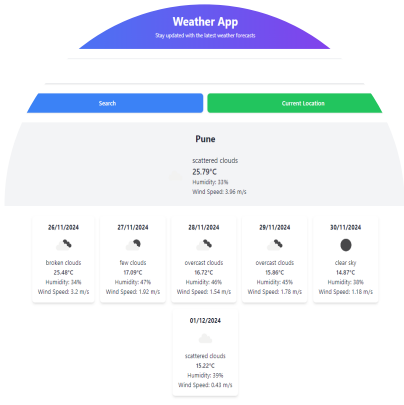 Weather App
Stay updated with the latest weather forecasts
Search
Current Location
Pune
scattered clouds
25.79°C
Humidity: 33%
Wind Speed: 3.96 m/s
26/11/2024
broken clouds
25.48°C
Humidity: 34%
Wind Speed: 3.2 m/s
27/11/2024
few clouds
17.09°C
Humidity: 47%
Wind Speed: 1.92 m/s
28/11/2024
overcast clouds
16.72°C
Humidity: 46%
Wind Speed: 1.54 m/s
29/11/2024
overcast clouds
15.86°C
Humidity: 45%
Wind Speed: 1.78 m/s
30/11/2024
clear sky
14.87°C
Humidity: 38%
Wind Speed: 1.18 m/s
01/12/2024
scattered clouds
15.22°C
Humidity: 39%
Wind Speed: 0.43 m/s